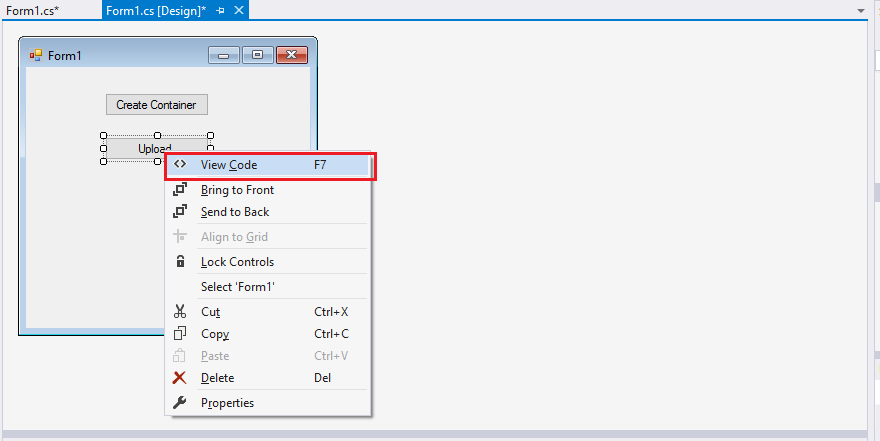 Form1.cs* Form1.cs [Design]*
Form1
Create Container
Upload
View Code F7
Bring to Front
Send to Back
Align to Grid
Lock Controls
Select 'Form1'
Cut Ctrl+X
Copy Ctrl+C
Paste Ctrl+V
Delete Del
Properties